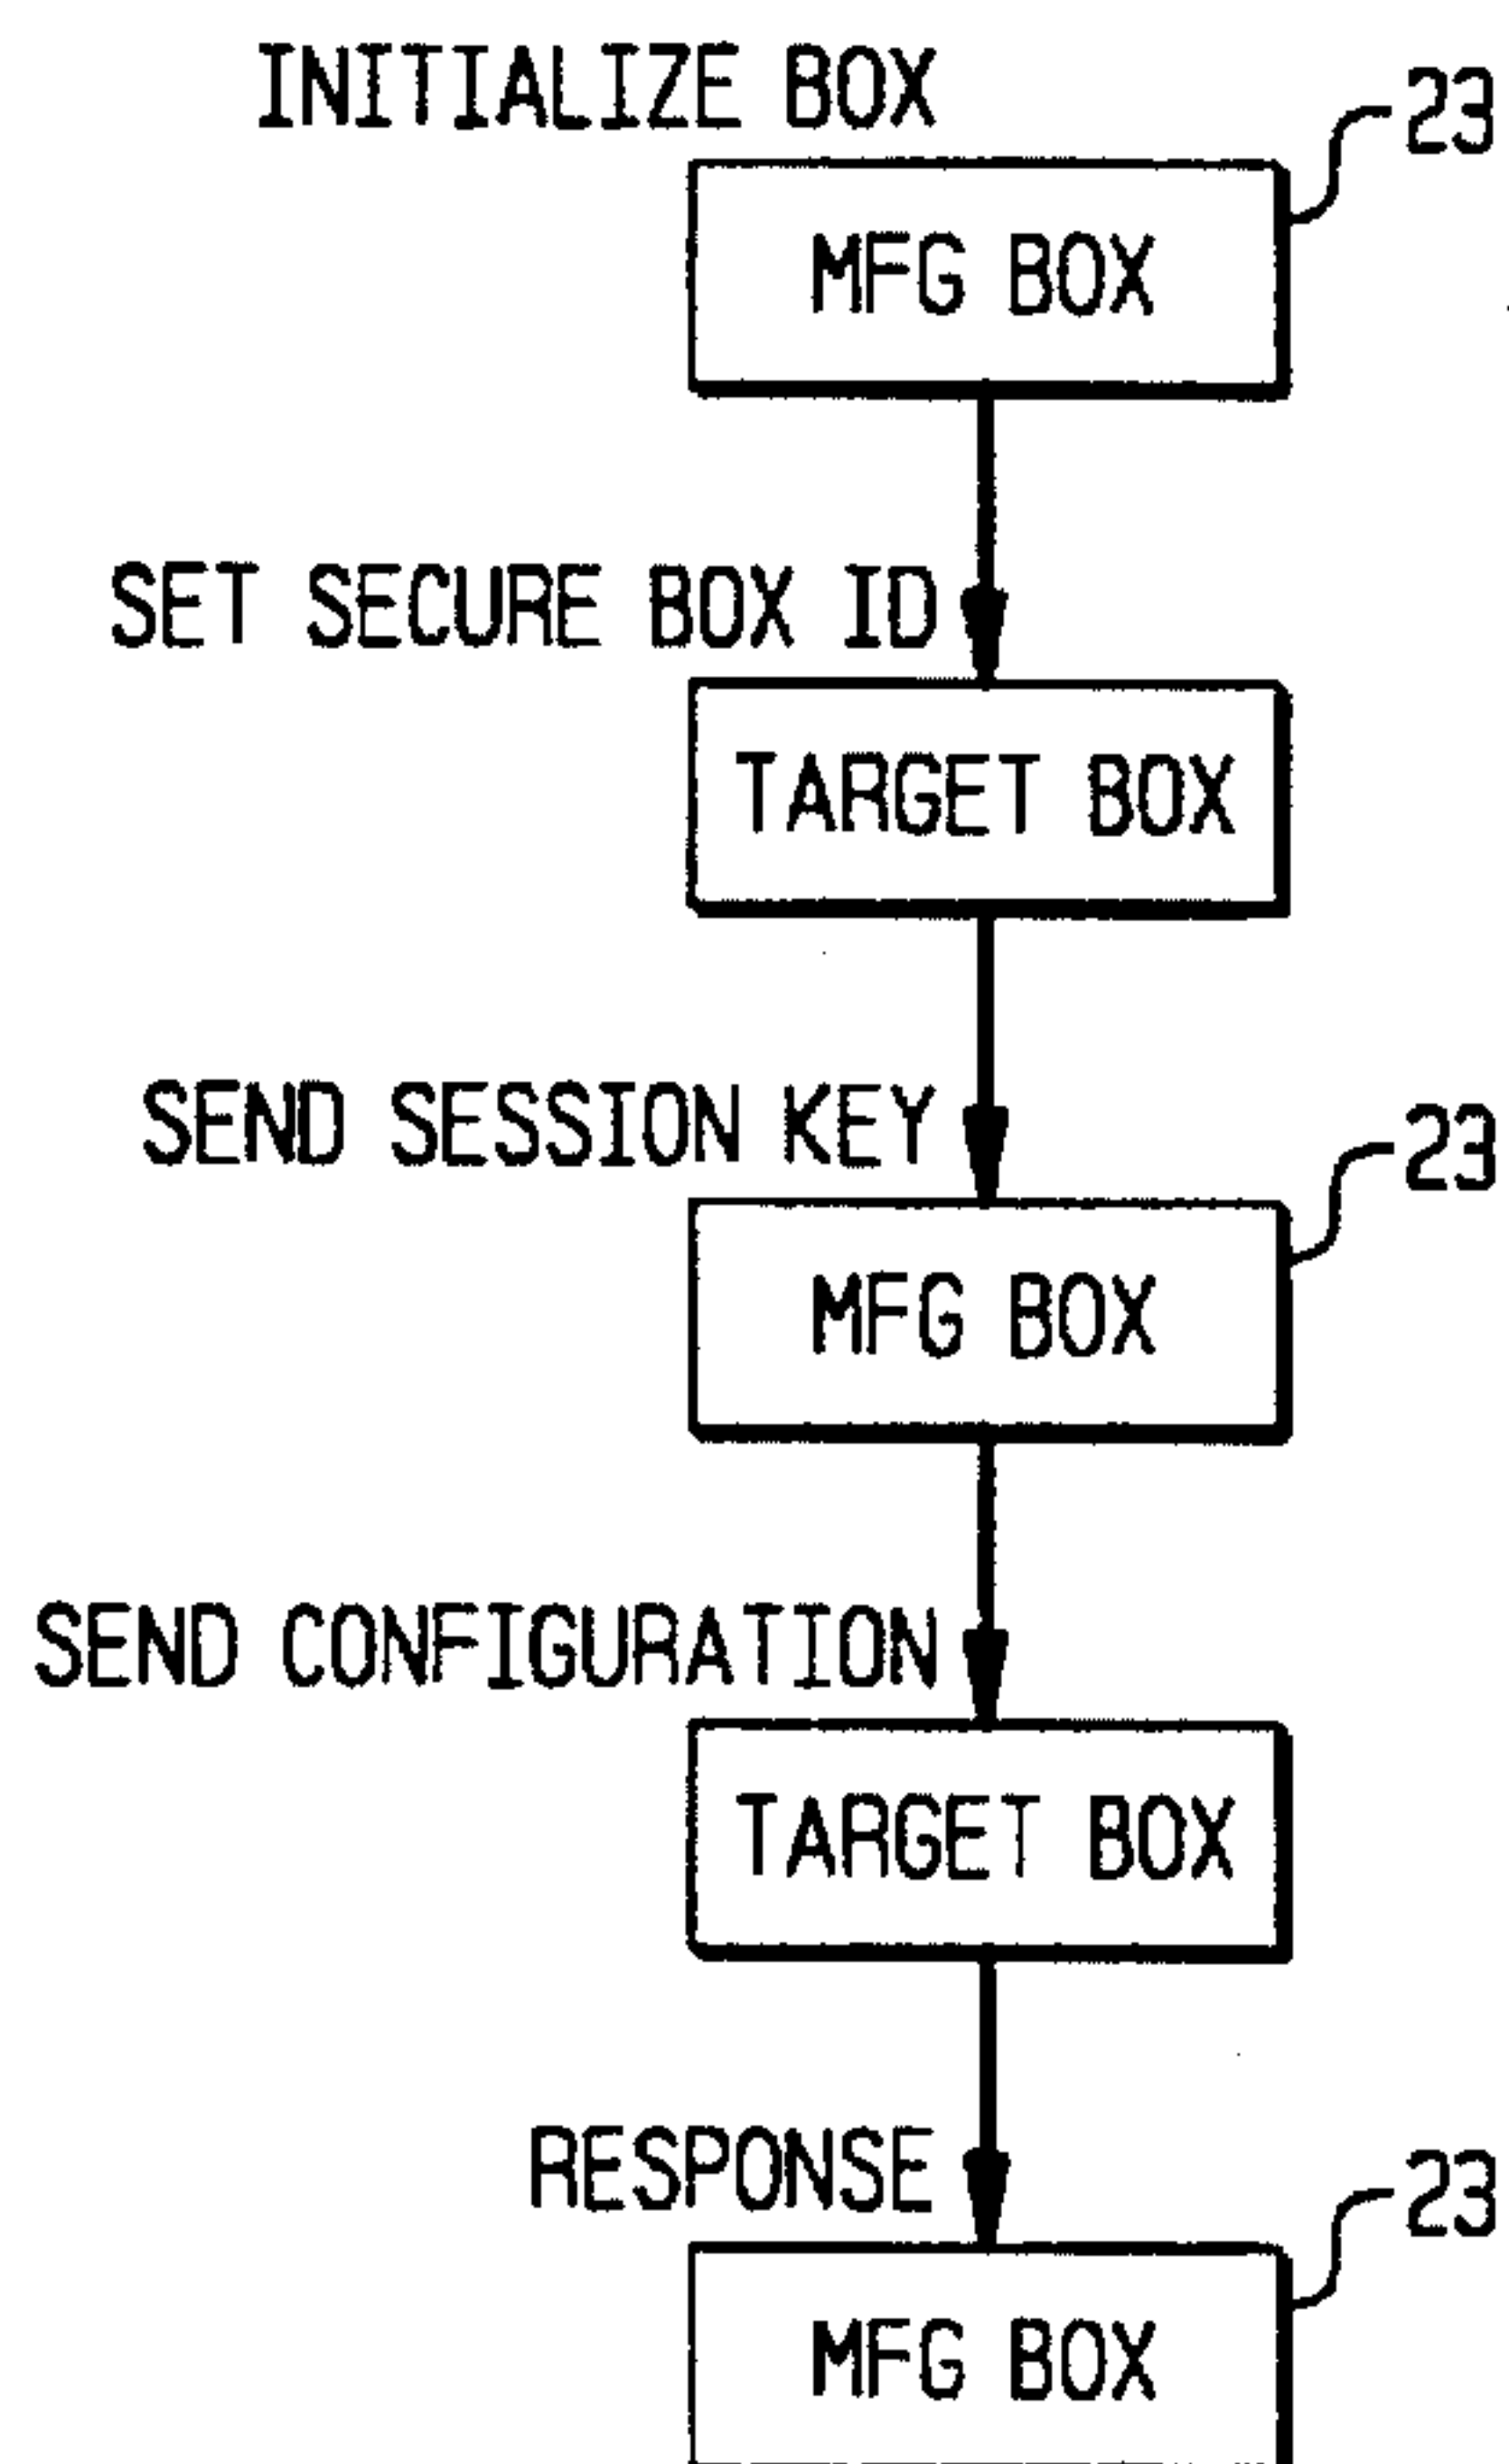 INITIALIZE BOX
23
MFG BOX
SET SECURE BOX ID
TARGET BOX
SEND SESSION KEY
23
MFG BOX
SEND CONFIGURATION
TARGET BOX
RESPONSE
23
MFG BOX